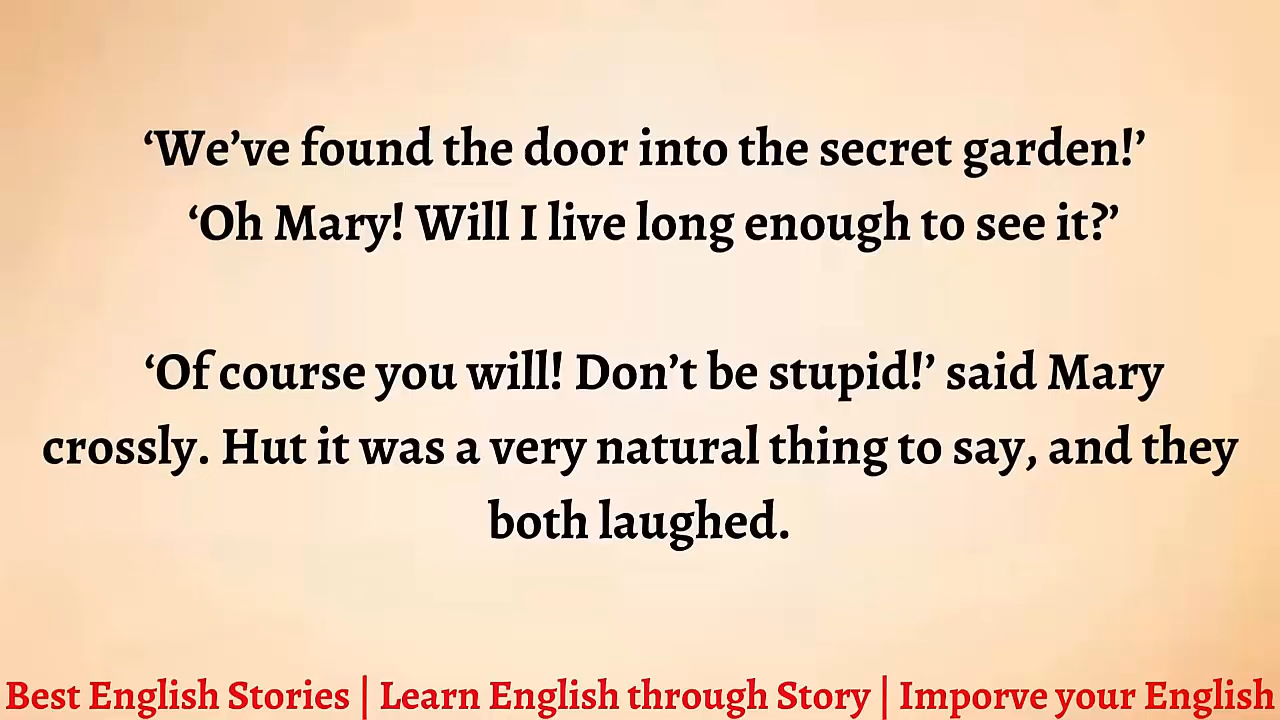 ‘We’ve found the door into the secret garden!’
‘Oh Mary! Will I live long enough to see it?’
‘Of course you will! Don’t be stupid!’ said Mary
crossly. Hut it was a very natural thing to say, and they
both laughed.
Best English Stories | Learn English through Story | Imporve your English